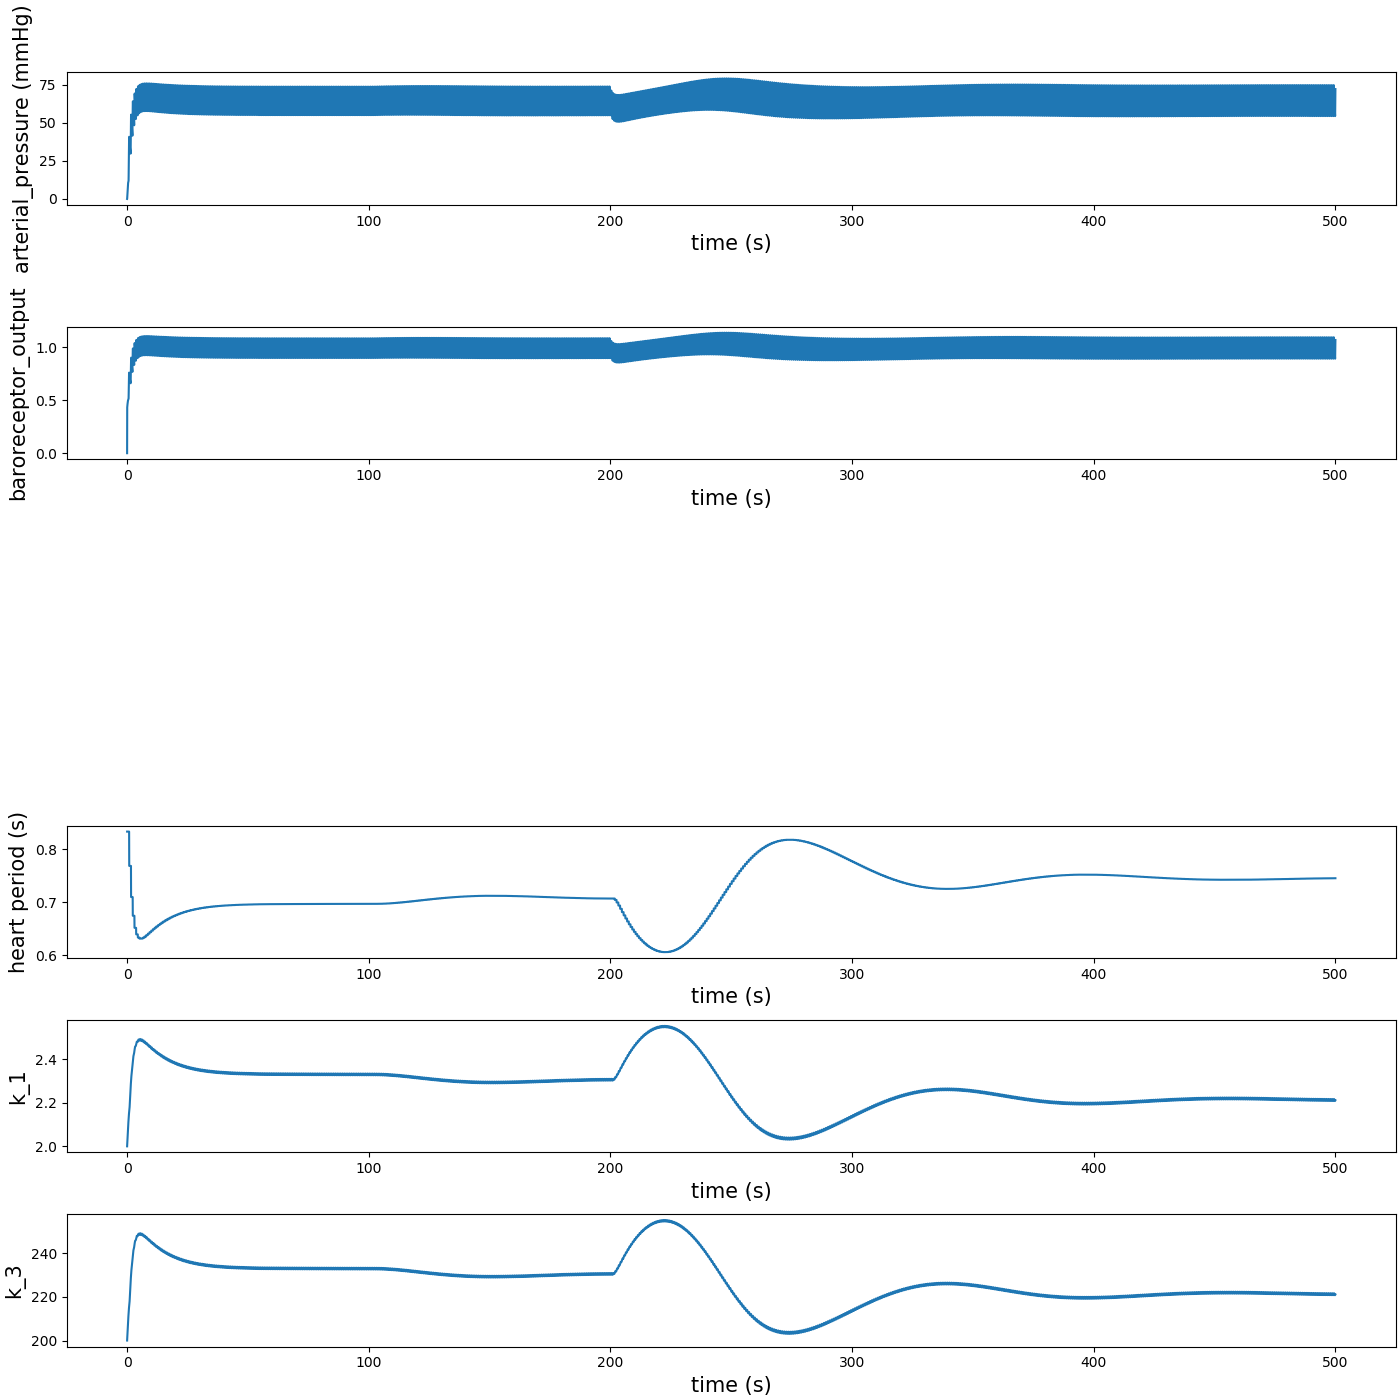 arterial_pressure (mmHg)
75
50
25
0
0 100 200 300 400 500
time (s)
baroreceptor_output
1.0
0.5
0.0
0 100 200 300 400 500
time (s)
heart period (s)
0.8
0.7
0.6
0 100 200 300 400 500
time (s)
k_1
2.4
2.2
2.0
0 100 200 300 400 500
time (s)
k_3
240
220
200
0 100 200 300 400 500
time (s)